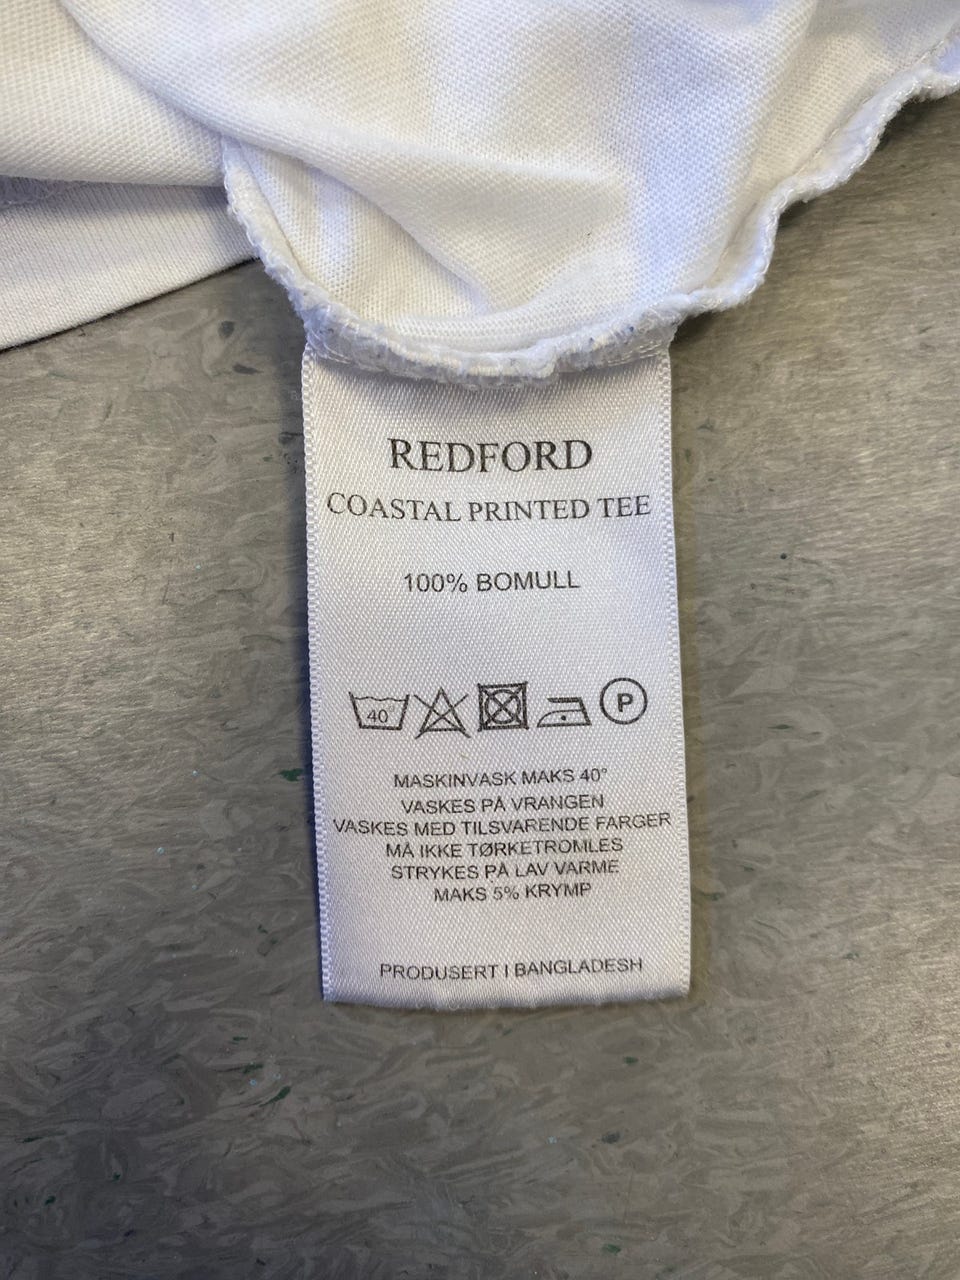 REDFORD
COASTAL PRINTED TEE
100% BOMULL
40
P
MASKINVASK MAKS 40°
VASKES PÅ VRANGEN
VASKES MED TILSVARENDE FARGER
MÅ IKKE TØRKETROMLES
STRYKES PÅ LAV VARME
MAKS 5% KRYMP
PRODUSERT I BANGLADESH